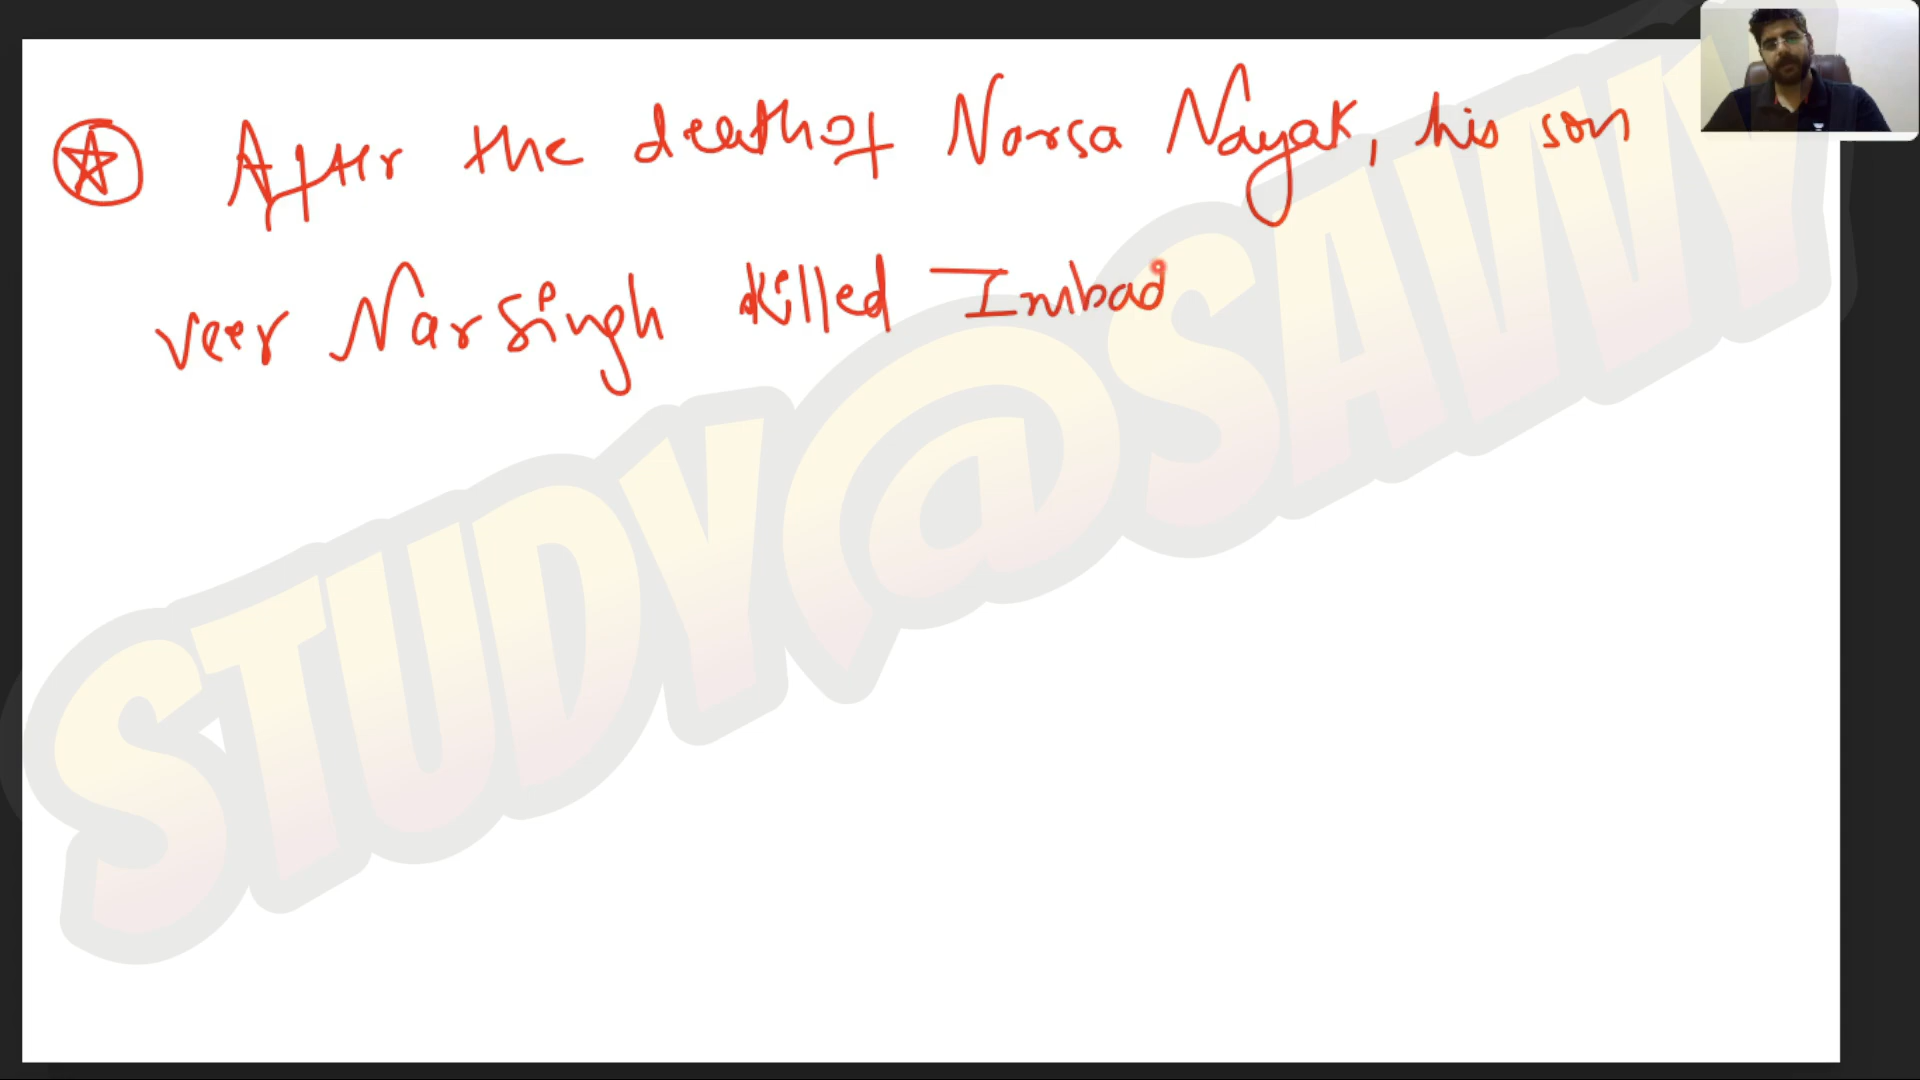 After the death of Narsa Nayak, his son
veer Narsingh killed Imbad
STUDY@SAVVY